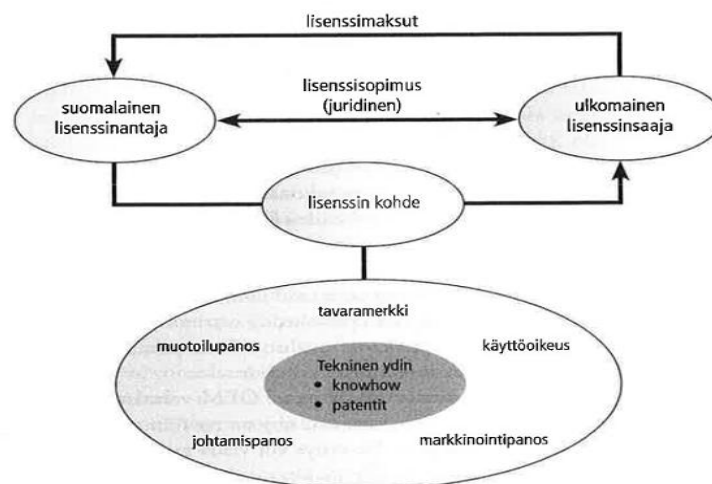 lisenssimaksut
suomalainen
lisenssinantaja
lisenssisopimus
(juridinen)
ulkomainen
lisenssinsaaja
lisenssin kohde
tavaramerkki
muotoilupanos
käyttöoikeus
Tekninen ydin
• knowhow
• patentit
johtamispanos
markkinointipanos